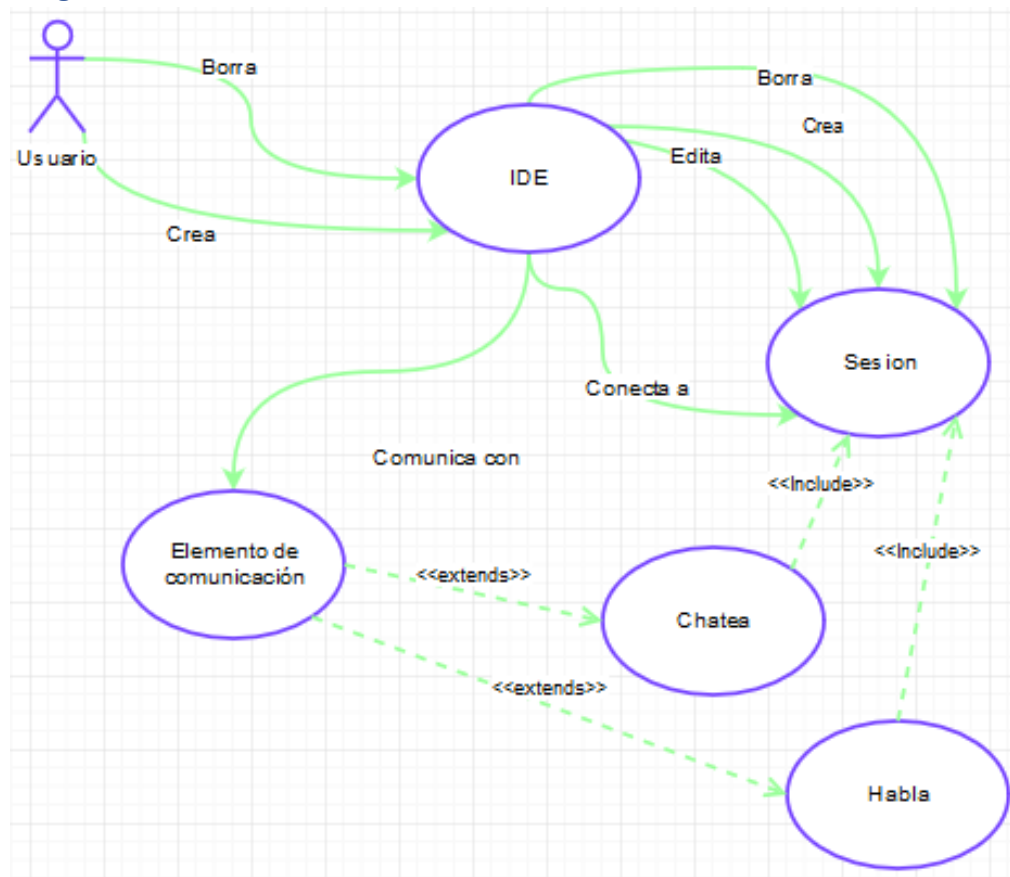 Borra
Borra
Crea
Usuario
Edita
IDE
Crea
Sesion
Conecta a
Comunica con
<<Include>>
Elemento de
comunicación
<<extends>>
<<Include>>
Chatea
<<extends>>
Habla